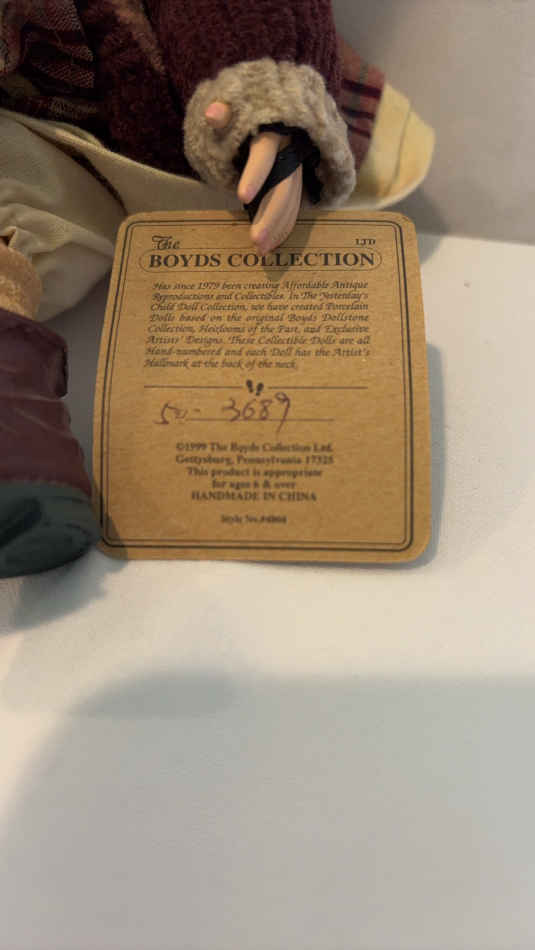 The LTD
BOYDS COLLECTION
Has since 1979 been creating Affordable Antique
Reproductions and Collectibles. In The Yesterday's
Child Doll Collection, we have created Porcelain
Dolls based on the original Boyds Dollstone
Collection, Heirlooms of the Past, and Exclusive
Artists' Designs. These Collectible Dolls are all
Hand-numbered and each Doll has the Artist's
Hallmark at the back of the neck.
3689
©1999 The Boyds Collection Ltd.
Gettysburg, Pennsylvania 17325
This product is appropriate
for ages 6 & over
HANDMADE IN CHINA
Style No.